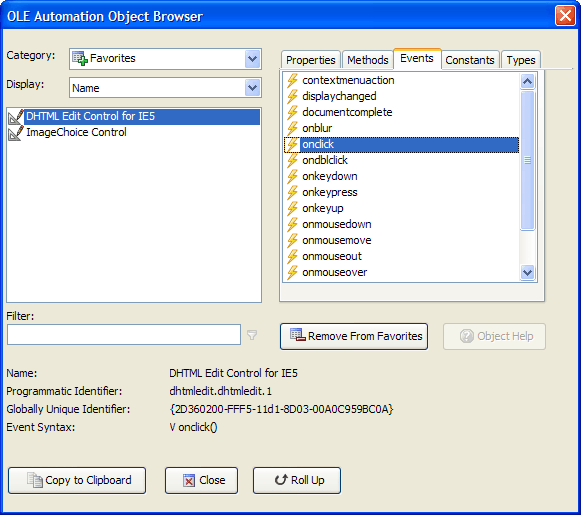 OLE Automation Object Browser
Category: Favorites
Display: Name
DHTML Edit Control for IE5
ImageChoice Control
Properties Methods Events Constants Types
contextmenuaction
displaychanged
documentcomplete
onblur
onclick
ondblclick
onkeydown
onkeypress
onkeyup
onmousedown
onmousemove
onmouseout
onmouseover
Filter:
Remove From Favorites
Object Help
Name: DHTML Edit Control for IE5
Programmatic Identifier: dhtmledit.dhtmledit.1
Globally Unique Identifier: {2D360200-FFF5-11d1-8D03-00A0C959BC0A}
Event Syntax: V onclick()
Copy to Clipboard
Close
Roll Up